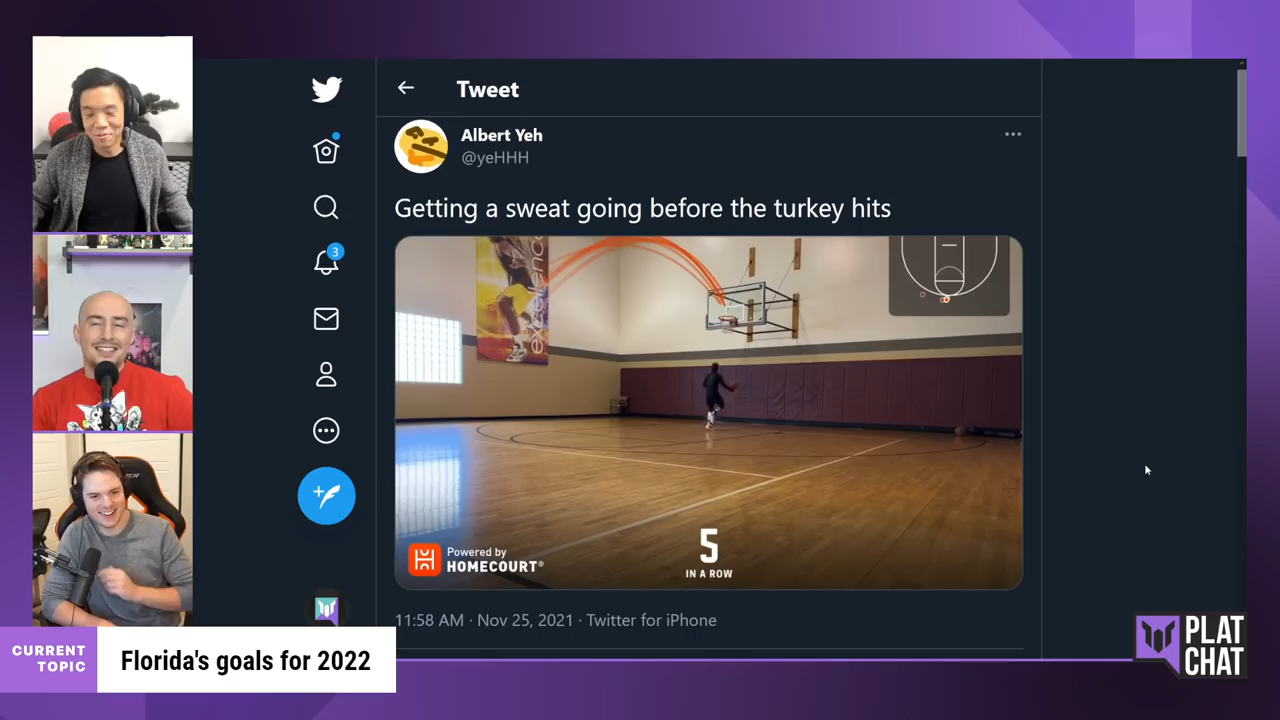 Tweet
Albert Yeh
@yeHHH
Getting a sweat going before the turkey hits
excellence
3
5
IN A ROW
Powered by
HOMECOURT®
11:58 AM · Nov 25, 2021 · Twitter for iPhone
CURRENT
TOPIC
Florida's goals for 2022
PLAT
CHAT